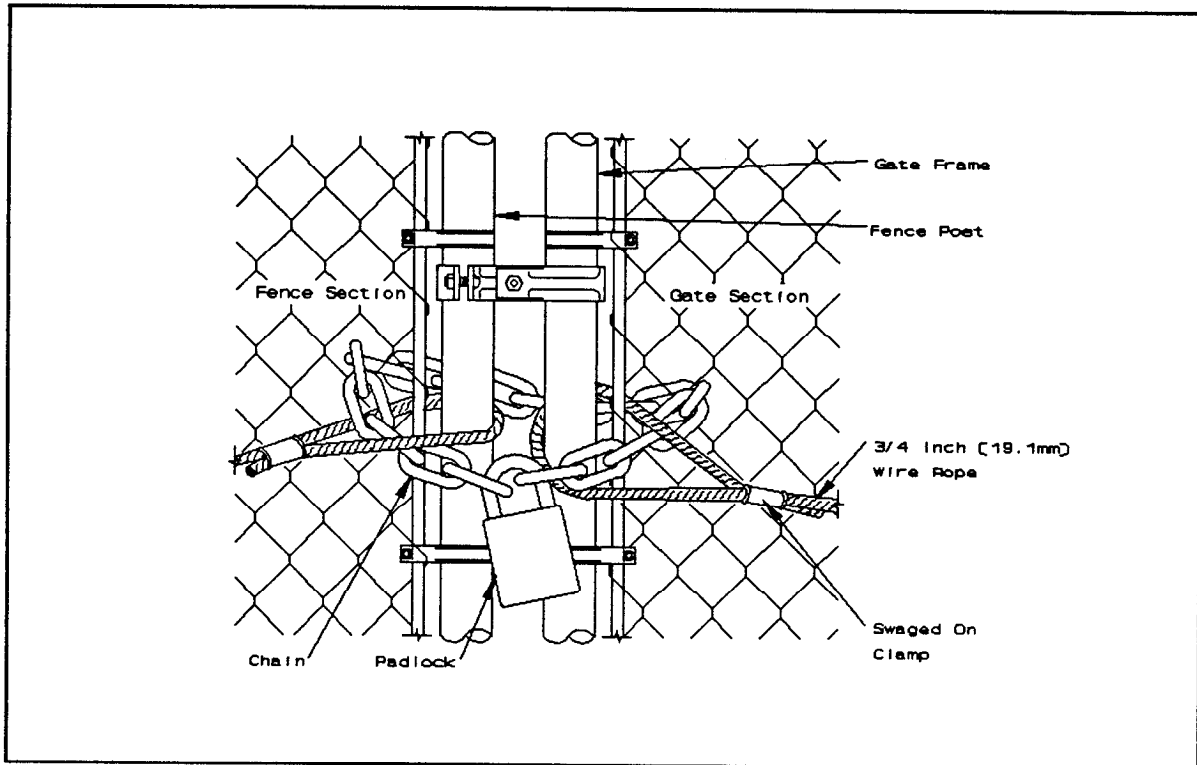 Gate Frame
Fence Post
Fence Section
Gate Section
3/4 inch (19.1mm)
Wire Rope
Swaged On
Clamp
Chain
Padlock